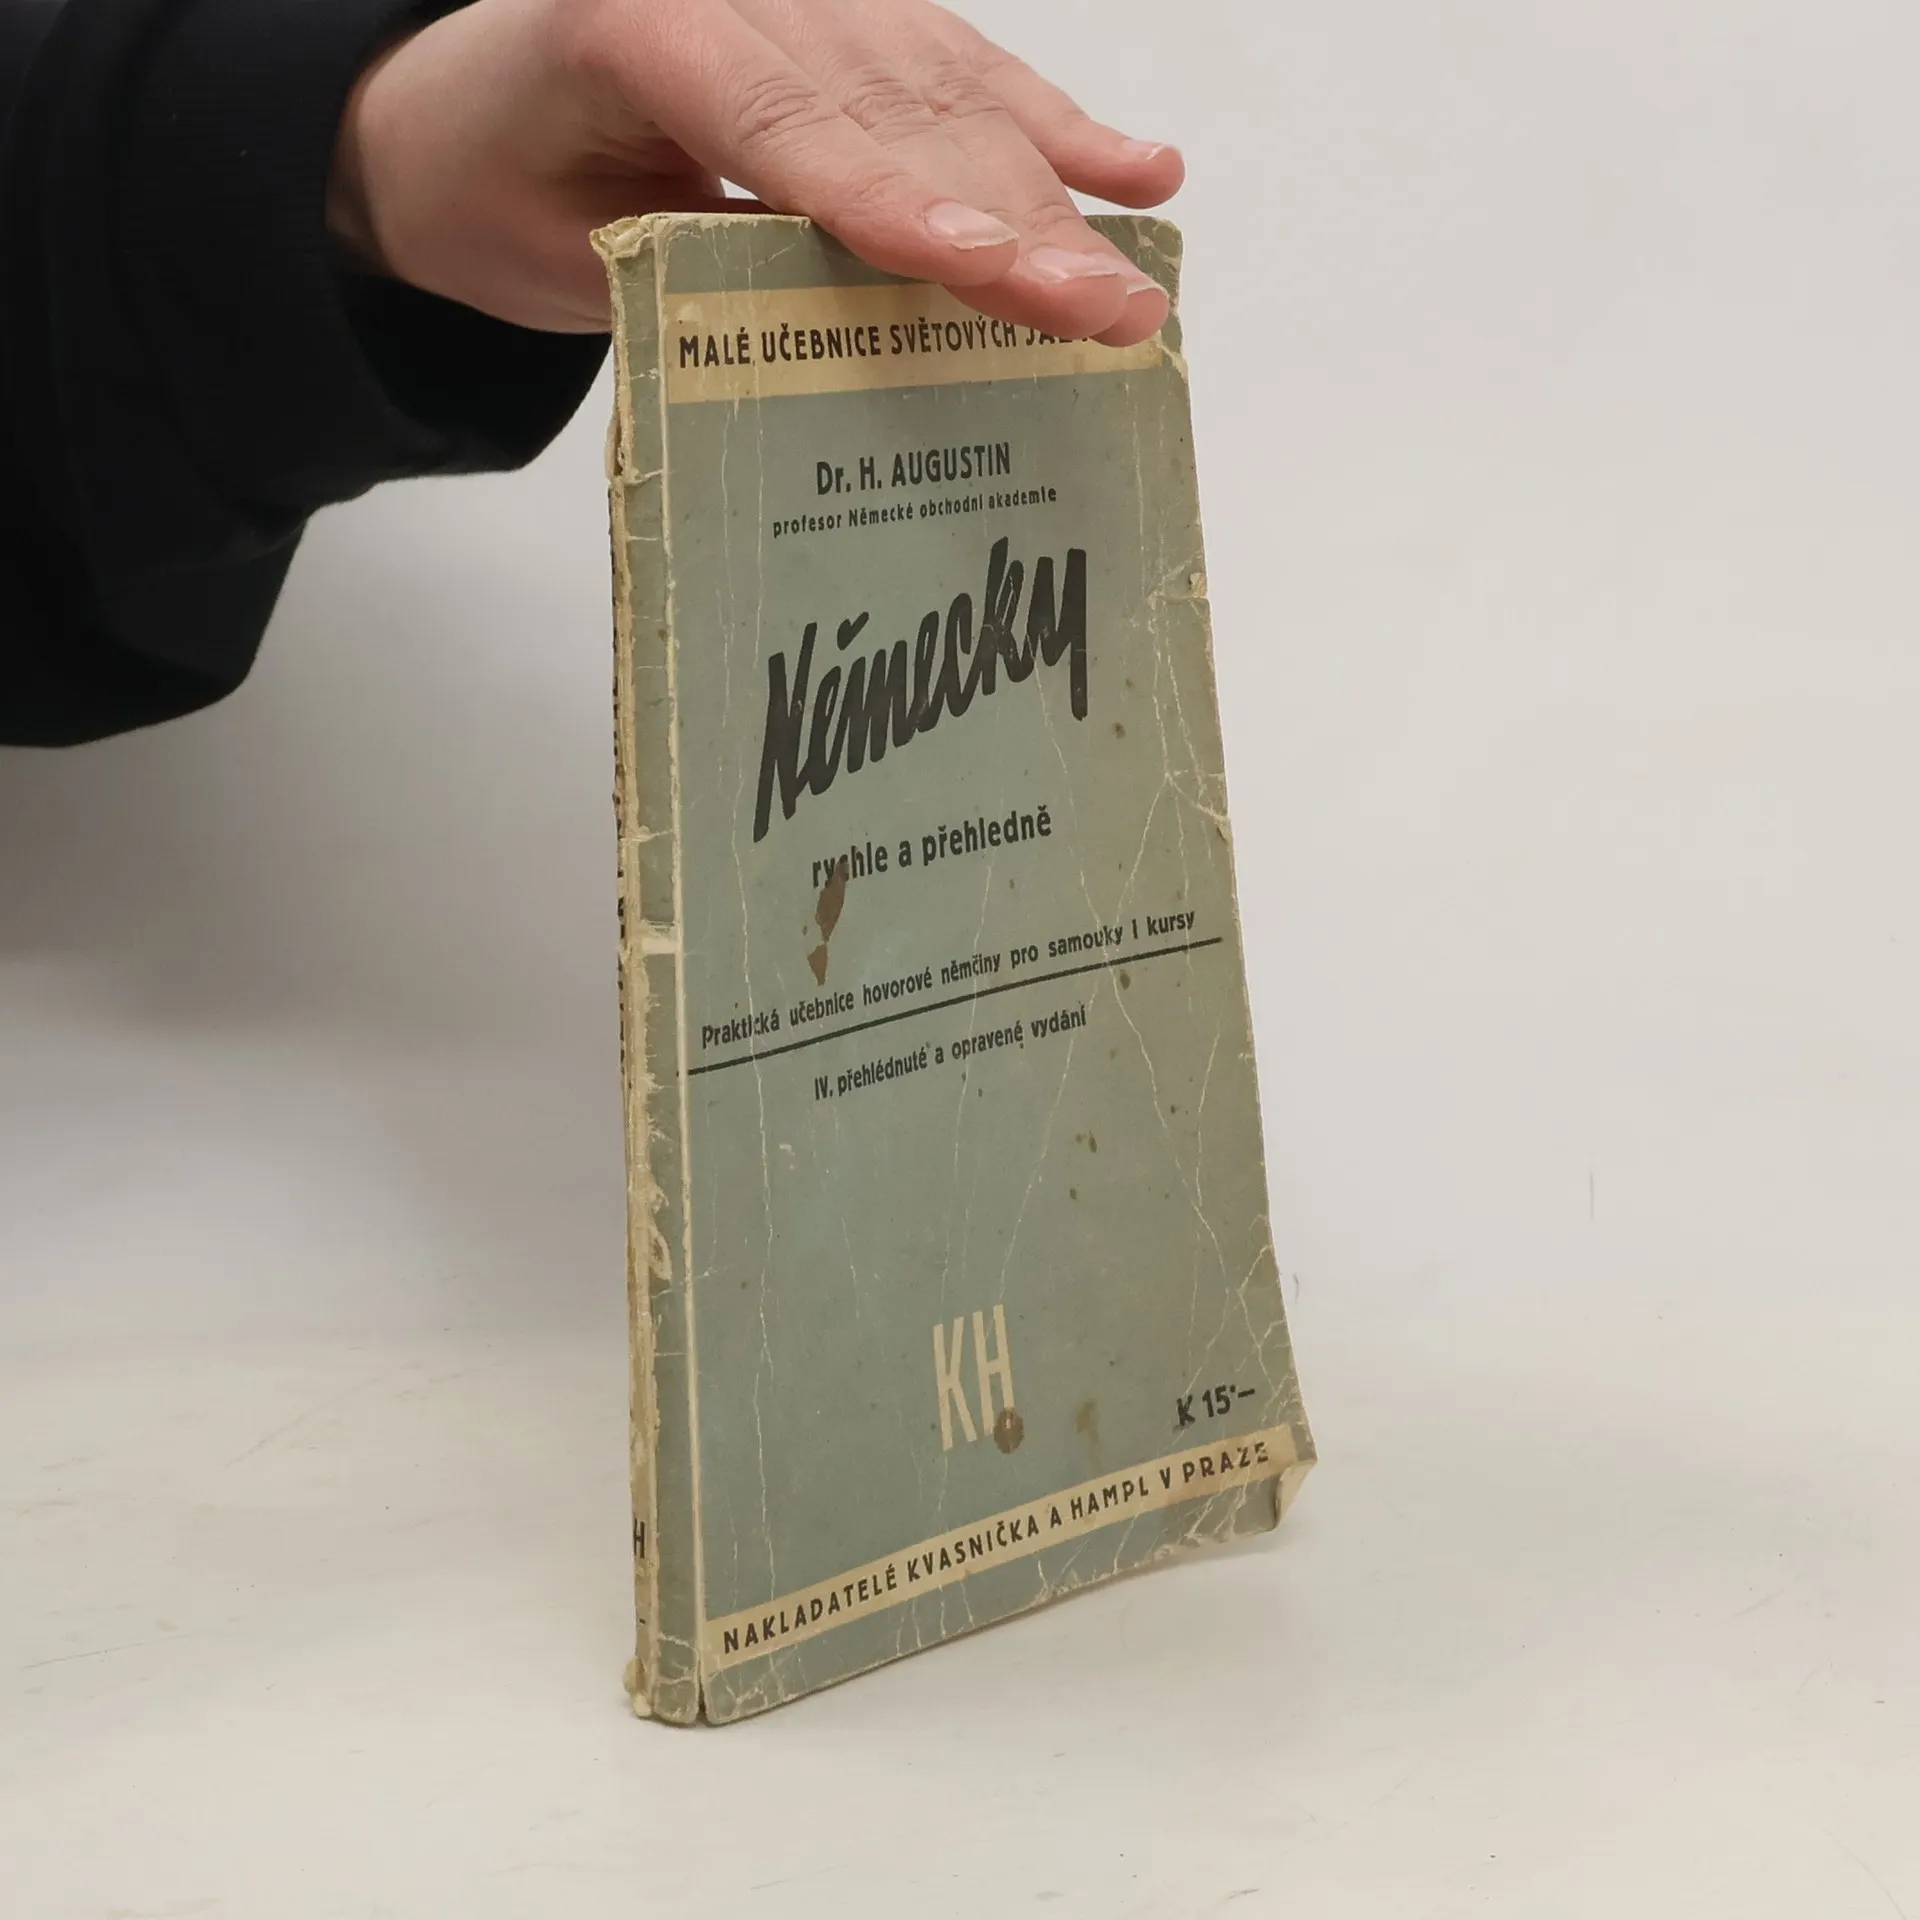 MALÉ UČEBNICE SVĚTOVÝCH
Dr. H. AUGUSTIN
profesor Německé obchodní akademie
Německy
rychle a přehledně
Praktická učebnice hovorové němčiny pro samouky i kursy
IV. přehlédnuté a opravené vydání
KH
K 15·–
NAKLADATELÉ KVASNIČKA A HAMPL V PRAZE
H